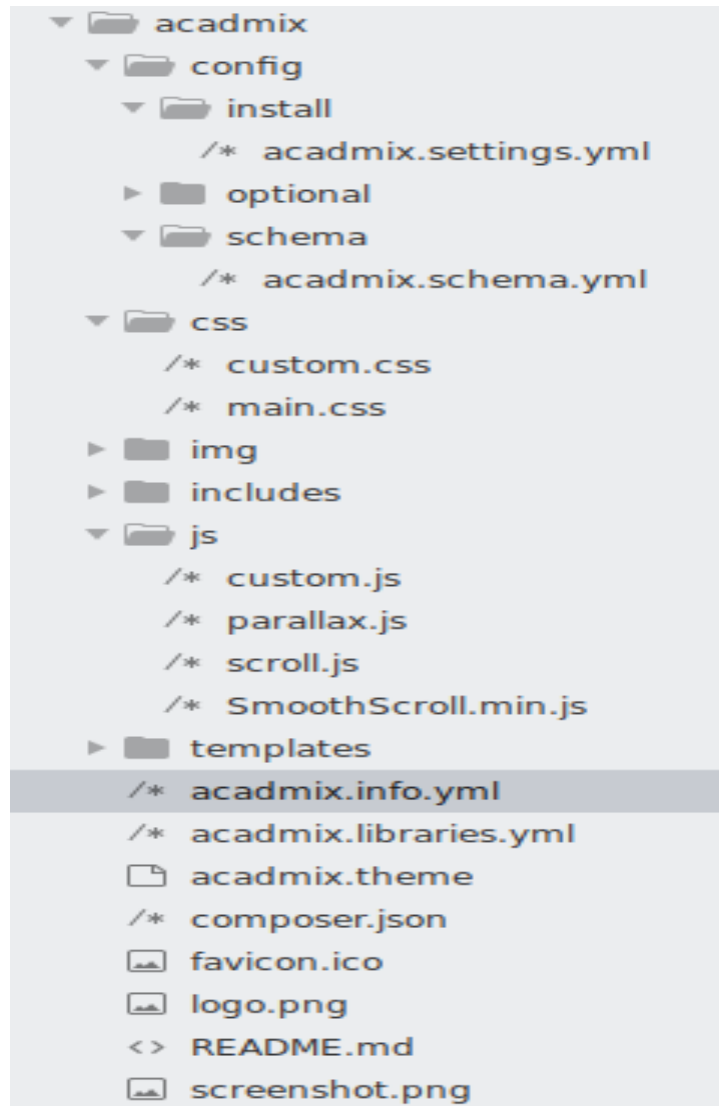 acadmix
config
install
/* acadmix.settings.yml
optional
schema
/* acadmix.schema.yml
css
/* custom.css
/* main.css
img
includes
js
/* custom.js
/* parallax.js
/* scroll.js
/* SmoothScroll.min.js
templates
/* acadmix.info.yml
/* acadmix.libraries.yml
acadmix.theme
/* composer.json
favicon.ico
logo.png
<> README.md
screenshot.png